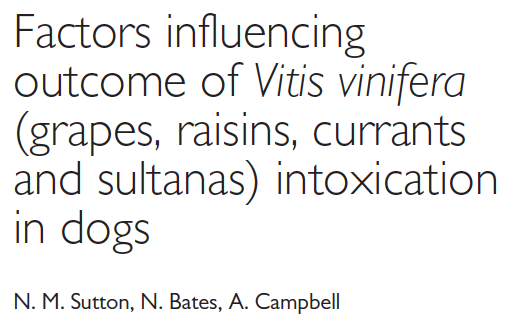 Factors influencing
outcome of Vitis vinifera
(grapes, raisins, currants
and sultanas) intoxication
in dogs
N. M. Sutton, N. Bates, A. Campbell